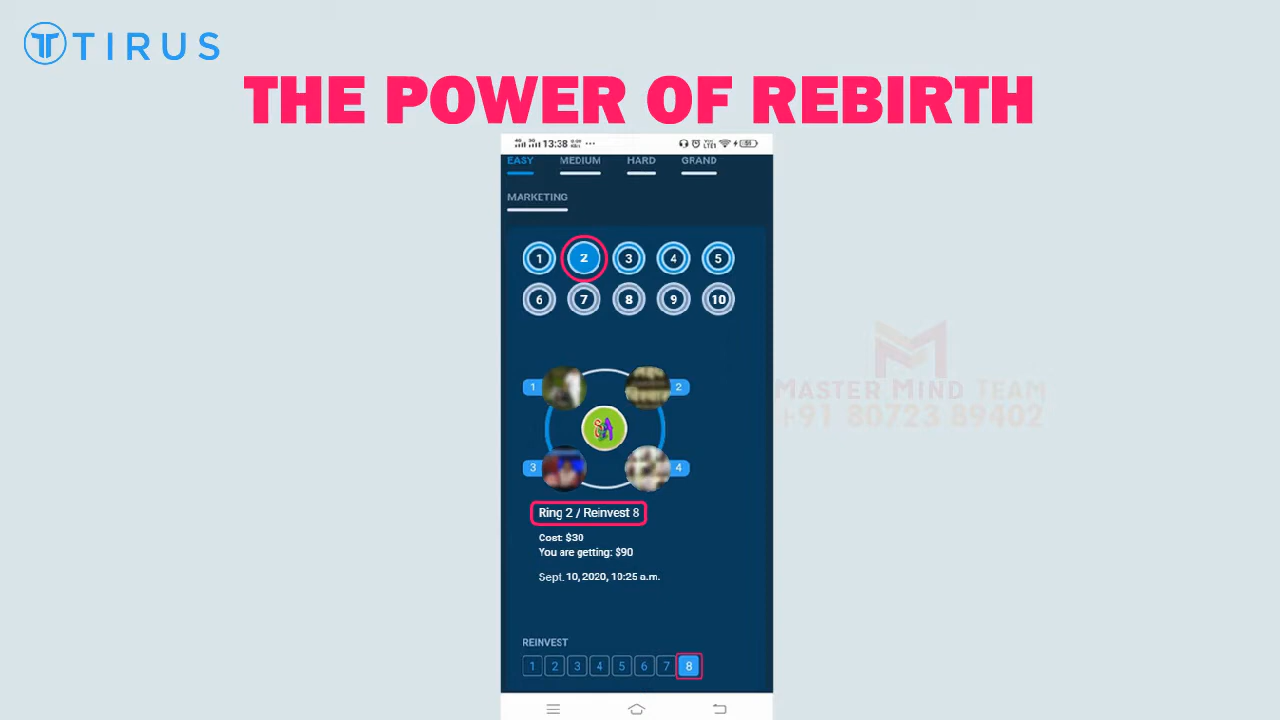 TIRUS
THE POWER OF REBIRTH
13:38
EASY MEDIUM HARD GRAND
MARKETING
1 2 3 4 5
6 7 8 9 10
1 2
MASTER MIND TEAM
+91 80723 89402
3 4
Ring 2 / Reinvest 8
Cost: $30
You are getting: $90
Sept. 10, 2020, 10:25 a.m.
REINVEST
1 2 3 4 5 6 7 8